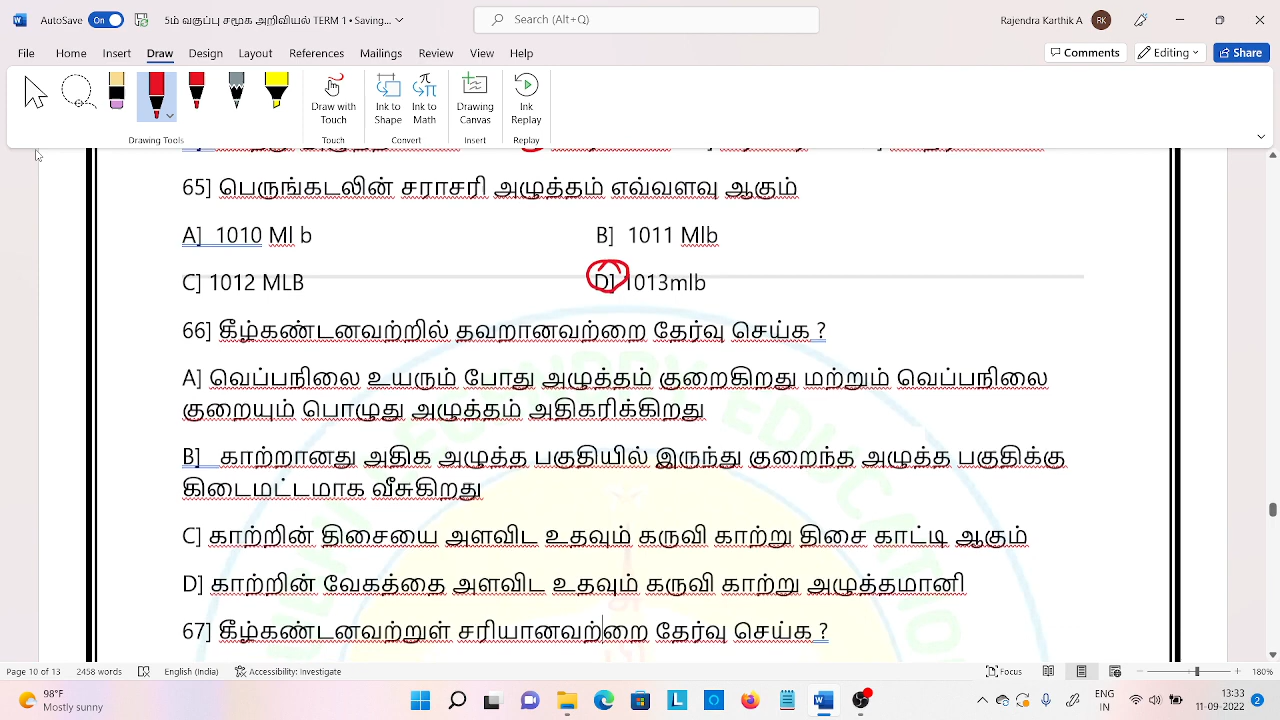 AutoSave On வகுப்பு சமூக அறிவியல் TERM 1 • Saved
Search (Alt+Q)
Rajendra Karthik A RK
File Home Insert Draw Design Layout References Mailings Review View Help
Comments Editing Share
Draw with Touch
Ink to Shape
Ink to Math
Drawing Canvas
Ink Replay
Drawing Tools Touch Convert Insert Replay
65] பெருங்கடலின் சராசரி அழுத்தம் எவ்வளவு ஆகும்
A] 1010 Ml b B] 1011 Mlb
C] 1012 MLB D] 1013mlb
66] கீழ்கண்டனவற்றில் தவறானவற்றை தேர்வு செய்க ?
A] வெப்பநிலை உயரும் போது அழுத்தம் குறைகிறது மற்றும் வெப்பநிலை
குறையும் பொழுது அழுத்தம் அதிகரிக்கிறது
B] காற்றானது அதிக அழுத்த பகுதியில் இருந்து குறைந்த அழுத்த பகுதிக்கு
கிடைமட்டமாக வீசுகிறது
C] காற்றின் திசையை அளவிட உதவும் கருவி காற்று திசை காட்டி ஆகும்
D] காற்றின் வேகத்தை அளவிட உதவும் கருவி காற்று அழுத்தமானி
67] கீழ்கண்டனவற்றுள் சரியானவற்றை தேர்வு செய்க ?
Page 10 of 13 2458 words English (India) Accessibility: Investigate Focus 180%
98°F
Mostly sunny
ENG
IN
13:33
11-09-2022
2